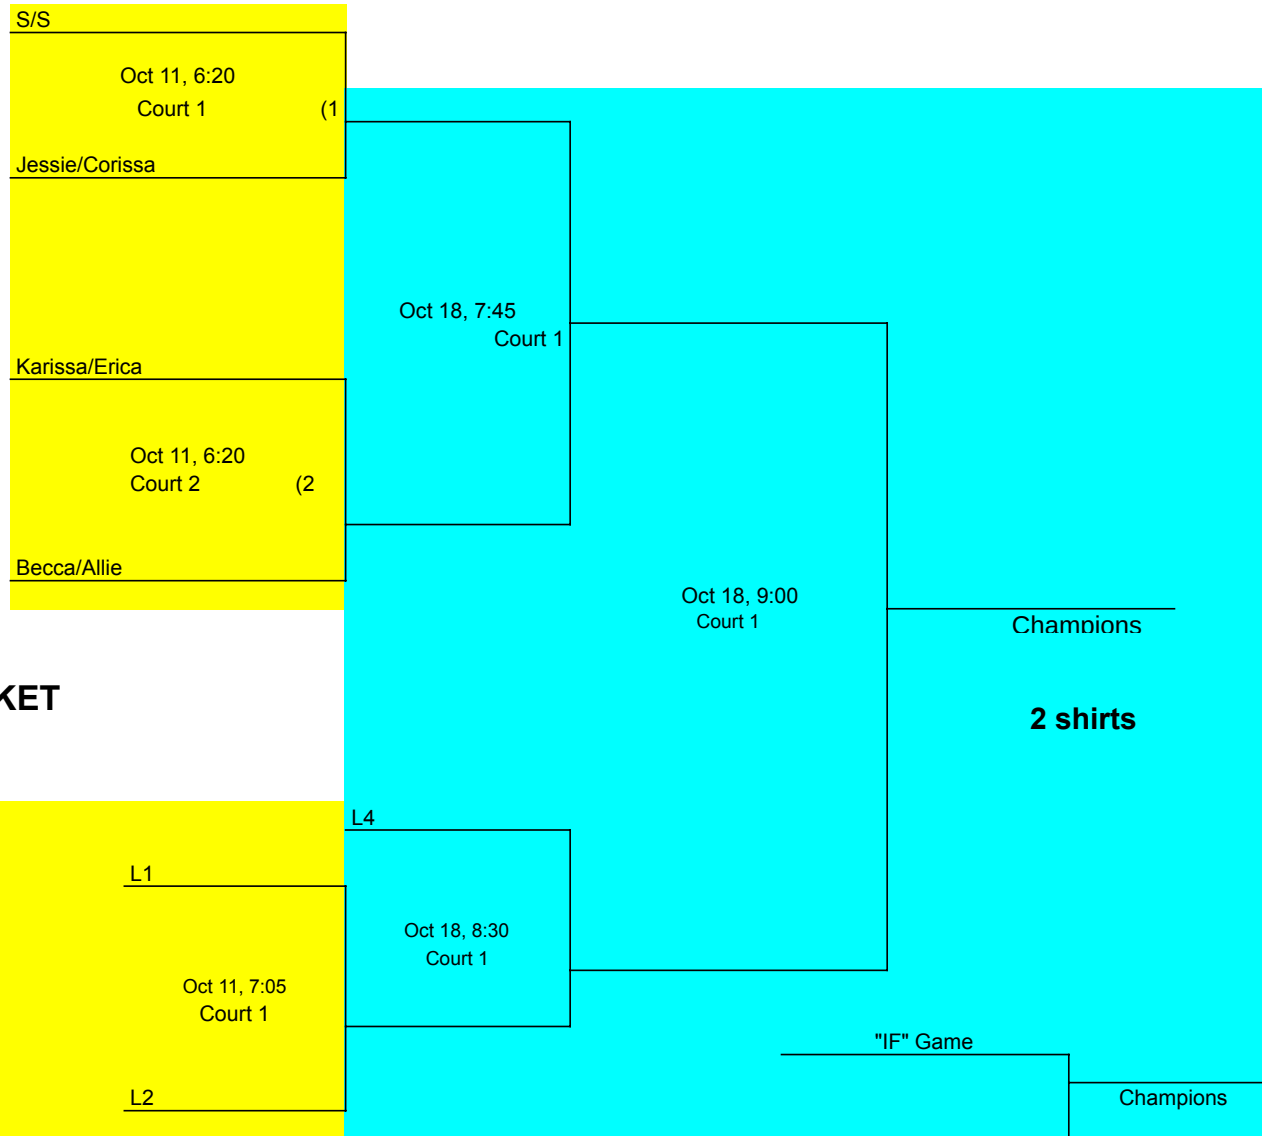 S/S
Oct 11, 6:20
Court 1 (1
Jessie/Corissa
Oct 18, 7:45
Court 1
Karissa/Erica
Oct 11, 6:20
Court 2 (2
Becca/Allie
Oct 18, 9:00
Court 1
Champions
KET
2 shirts
L4
L1
Oct 18, 8:30
Court 1
Oct 11, 7:05
Court 1
"IF" Game
L2
Champions